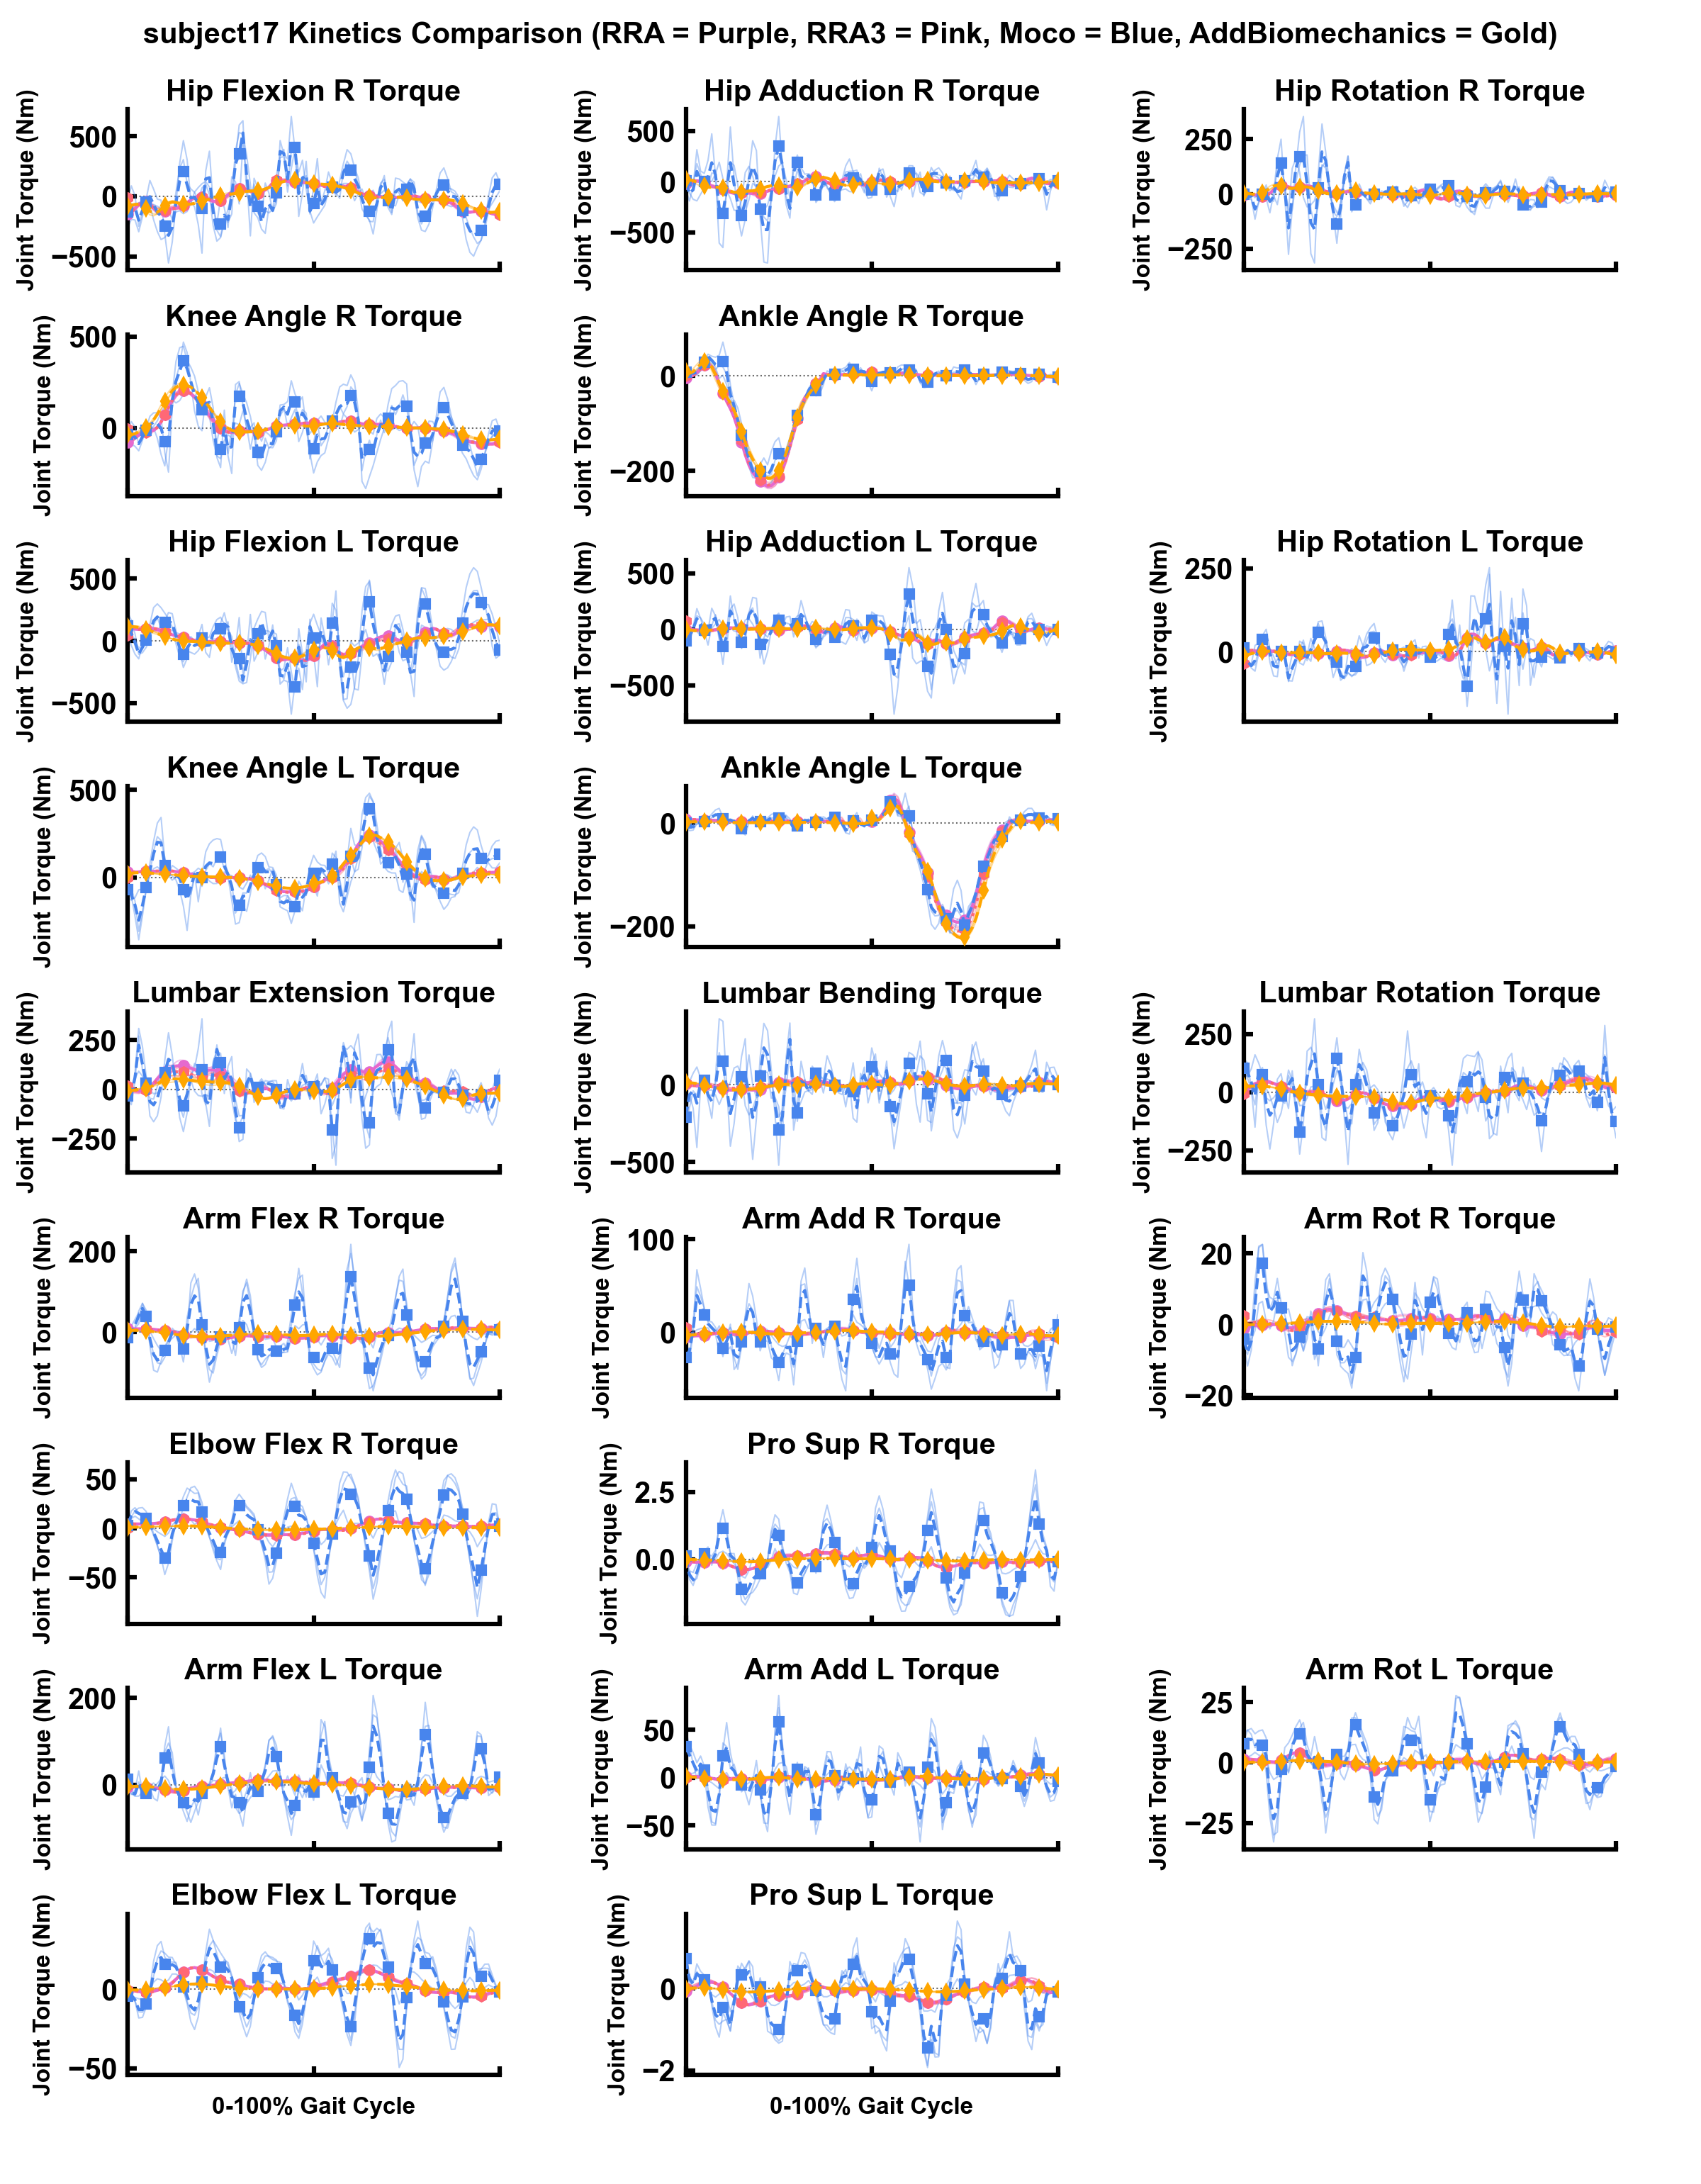 subject17 Kinetics Comparison (RRA = Purple, RRA3 = Pink, Moco = Blue, AddBiomechanics = Gold)
Hip Flexion R Torque
Joint Torque (Nm)
500
0
−500
Hip Adduction R Torque
Joint Torque (Nm)
500
0
−500
Hip Rotation R Torque
Joint Torque (Nm)
250
0
−250
Knee Angle R Torque
Joint Torque (Nm)
500
0
Ankle Angle R Torque
Joint Torque (Nm)
0
−200
Hip Flexion L Torque
Joint Torque (Nm)
500
0
−500
Hip Adduction L Torque
Joint Torque (Nm)
500
0
−500
Hip Rotation L Torque
Joint Torque (Nm)
250
0
Knee Angle L Torque
Joint Torque (Nm)
500
0
Ankle Angle L Torque
Joint Torque (Nm)
0
−200
Lumbar Extension Torque
Joint Torque (Nm)
250
0
−250
Lumbar Bending Torque
Joint Torque (Nm)
0
−500
Lumbar Rotation Torque
Joint Torque (Nm)
250
0
−250
Arm Flex R Torque
Joint Torque (Nm)
200
0
Arm Add R Torque
Joint Torque (Nm)
100
0
Arm Rot R Torque
Joint Torque (Nm)
20
0
−20
Elbow Flex R Torque
Joint Torque (Nm)
50
0
−50
Pro Sup R Torque
Joint Torque (Nm)
2.5
0.0
Arm Flex L Torque
Joint Torque (Nm)
200
0
Arm Add L Torque
Joint Torque (Nm)
50
0
−50
Arm Rot L Torque
Joint Torque (Nm)
25
0
−25
Elbow Flex L Torque
Joint Torque (Nm)
0
−50
0-100% Gait Cycle
Pro Sup L Torque
Joint Torque (Nm)
0
−2
0-100% Gait Cycle